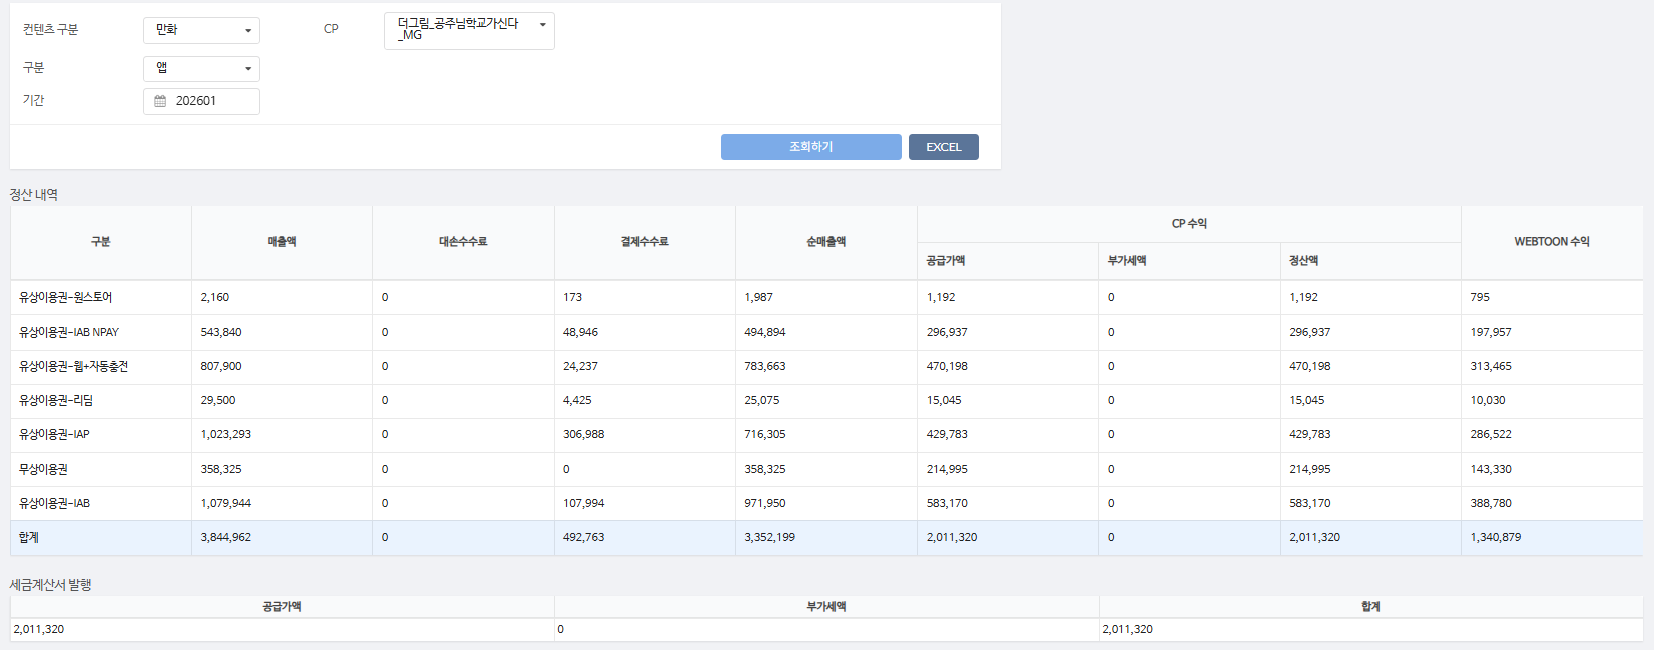 컨텐츠 구분 만화 CP 더그림_공주님학교가신다
_MG
구분 앱
기간 202601
조회하기 EXCEL
정산 내역
구분 매출액 대손수수료 결제수수료 순매출액 CP 수익 WEBTOON 수익
공급가액 부가세액 정산액
유상이용권-원스토어 2,160 0 173 1,987 1,192 0 1,192 795
유상이용권-IAB NPAY 543,840 0 48,946 494,894 296,937 0 296,937 197,957
유상이용권-웹+자동충전 807,900 0 24,237 783,663 470,198 0 470,198 313,465
유상이용권-리딤 29,500 0 4,425 25,075 15,045 0 15,045 10,030
유상이용권-IAP 1,023,293 0 306,988 716,305 429,783 0 429,783 286,522
무상이용권 358,325 0 0 358,325 214,995 0 214,995 143,330
유상이용권-IAB 1,079,944 0 107,994 971,950 583,170 0 583,170 388,780
합계 3,844,962 0 492,763 3,352,199 2,011,320 0 2,011,320 1,340,879
세금계산서 발행
공급가액 부가세액 합계
2,011,320 0 2,011,320